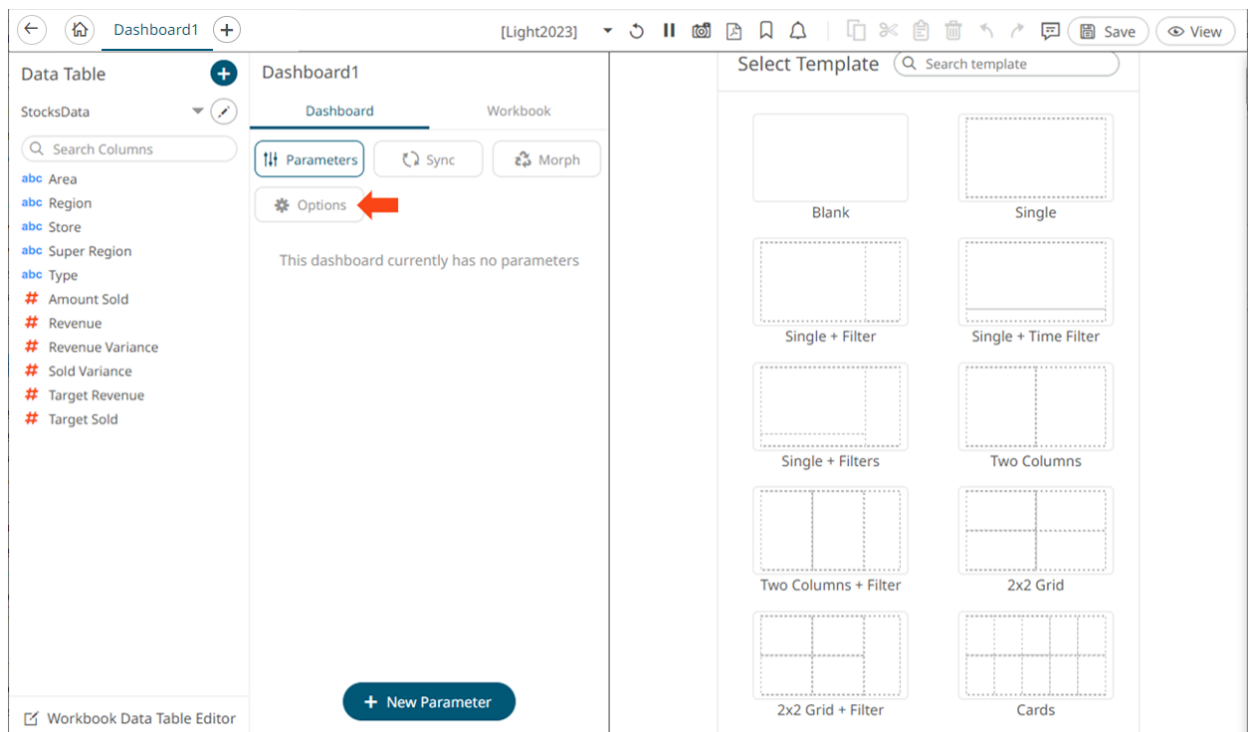 Dashboard1
[Light2023]
Save
View
Data Table
StocksData
Search Columns
abc Area
abc Region
abc Store
abc Super Region
abc Type
# Amount Sold
# Revenue
# Revenue Variance
# Sold Variance
# Target Revenue
# Target Sold
Workbook Data Table Editor
Dashboard1
Dashboard Workbook
Parameters Sync Morph
Options
This dashboard currently has no parameters
+ New Parameter
Select Template Search template
Blank Single
Single + Filter Single + Time Filter
Single + Filters Two Columns
Two Columns + Filter 2x2 Grid
2x2 Grid + Filter Cards